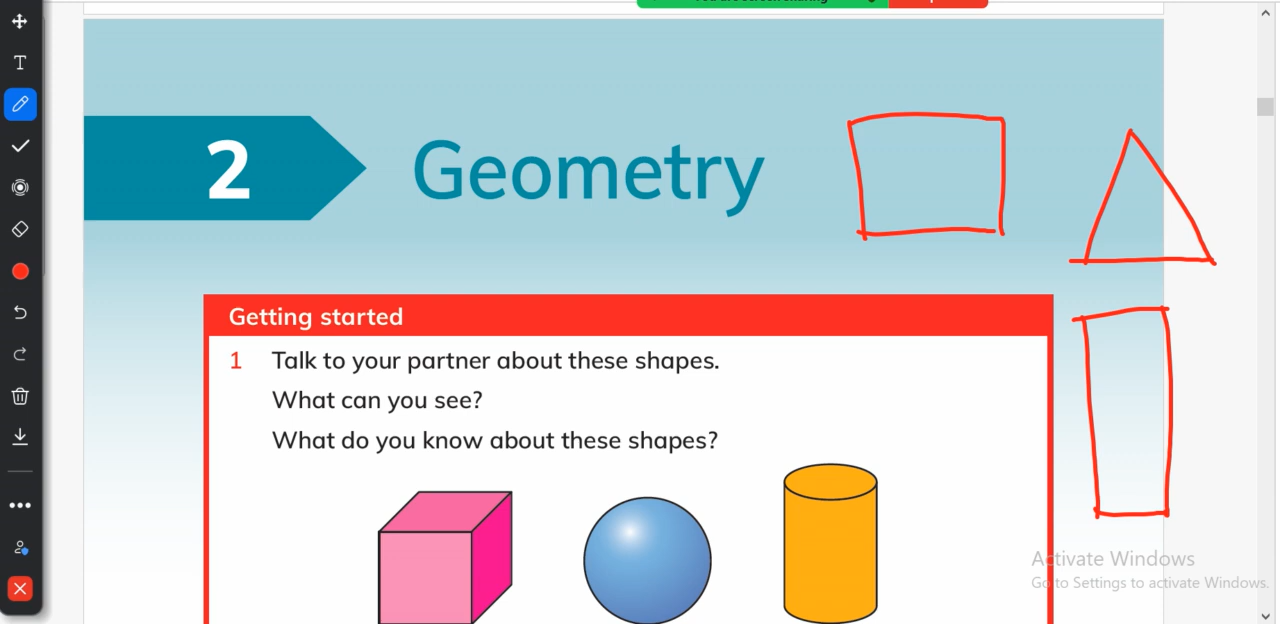 2 Geometry
Getting started
1 Talk to your partner about these shapes.
What can you see?
What do you know about these shapes?
Activate Windows
Go to Settings to activate Windows.